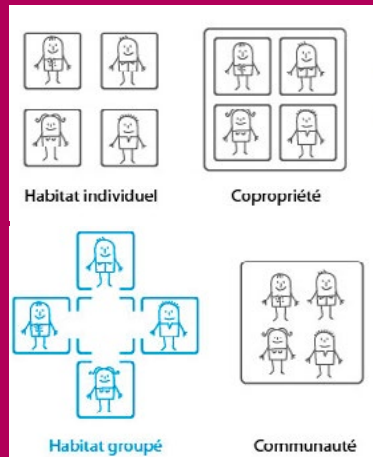 Habitat individuel
Copropriété
Habitat groupé
Communauté